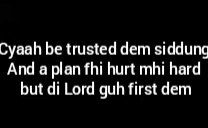 Cyaah be trusted dem siddung
And a plan fhi hurt mhi hard
but di Lord guh first dem